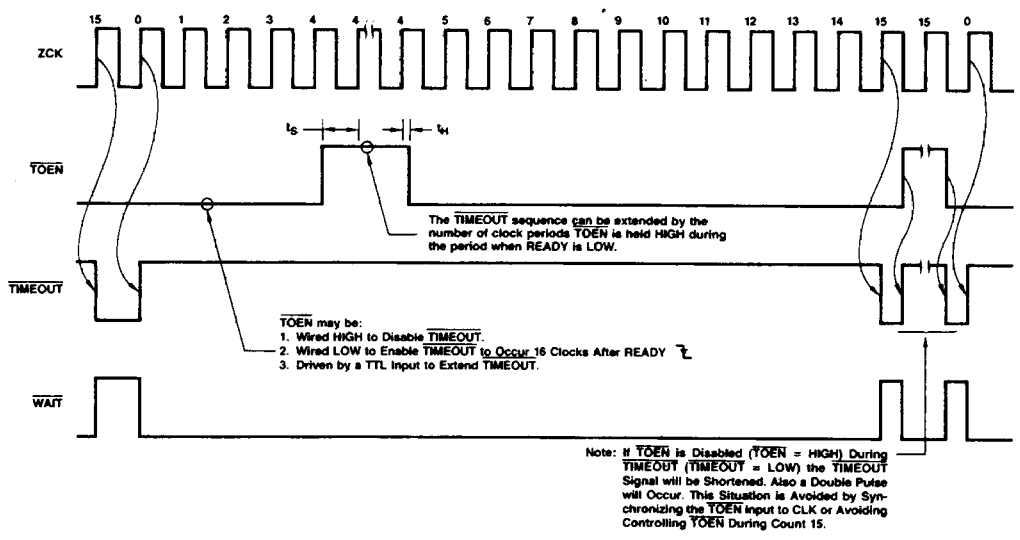 15 0 1 2 3 4 4 4 5 6 7 8 9 10 11 12 13 14 15 15 0
ZCK
tS tH
TOEN
The TIMEOUT sequence can be extended by the
number of clock periods TOEN is held HIGH during
the period when READY is LOW.
TIMEOUT
TOEN may be:
1. Wired HIGH to Disable TIMEOUT.
2. Wired LOW to Enable TIMEOUT to Occur 16 Clocks After READY
3. Driven by a TTL Input to Extend TIMEOUT.
WAIT
Note: If TOEN is Disabled (TOEN = HIGH) During
TIMEOUT (TIMEOUT = LOW) the TIMEOUT
Signal will be Shortened. Also a Double Pulse
will Occur. This Situation is Avoided by Syn-
chronizing the TOEN Input to CLK or Avoiding
Controlling TOEN During Count 15.